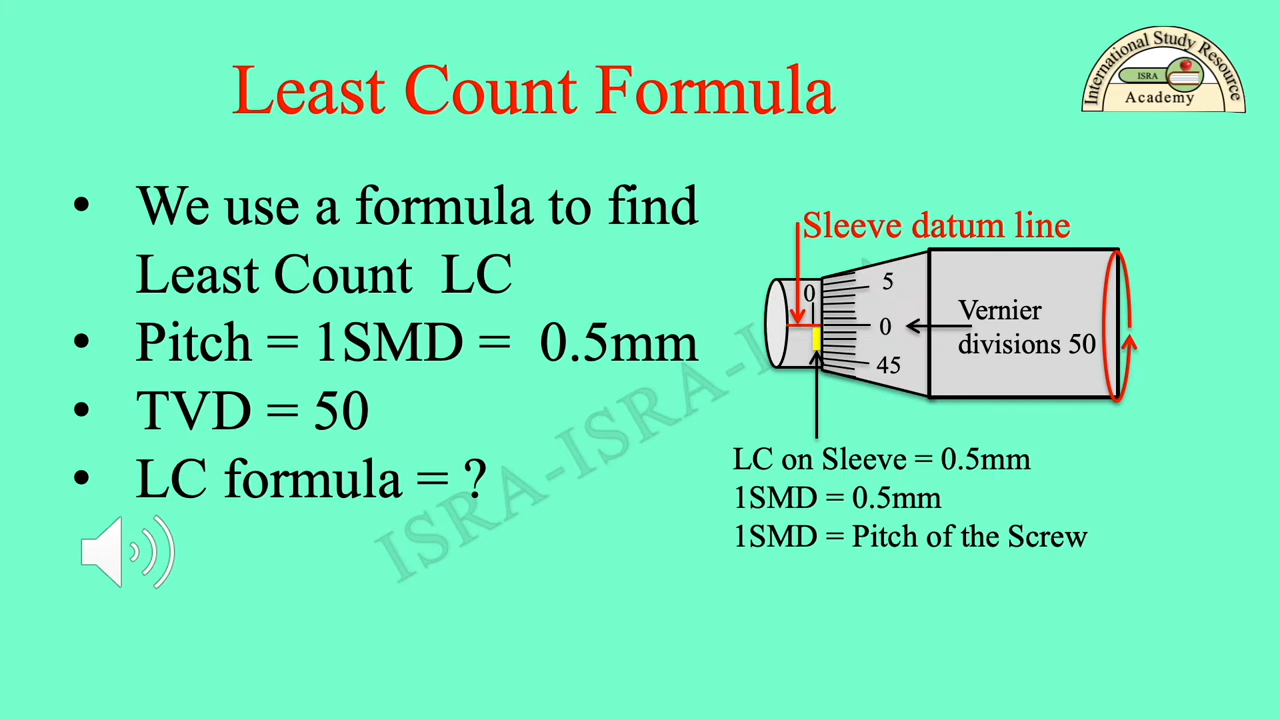 Least Count Formula
International Study Resource
ISRA
Academy
• We use a formula to find
Least Count LC
• Pitch = 1SMD = 0.5mm
• TVD = 50
• LC formula = ?
Sleeve datum line
0
5
0
45
Vernier
divisions 50
LC on Sleeve = 0.5mm
1SMD = 0.5mm
1SMD = Pitch of the Screw
ISRA-ISRA-I